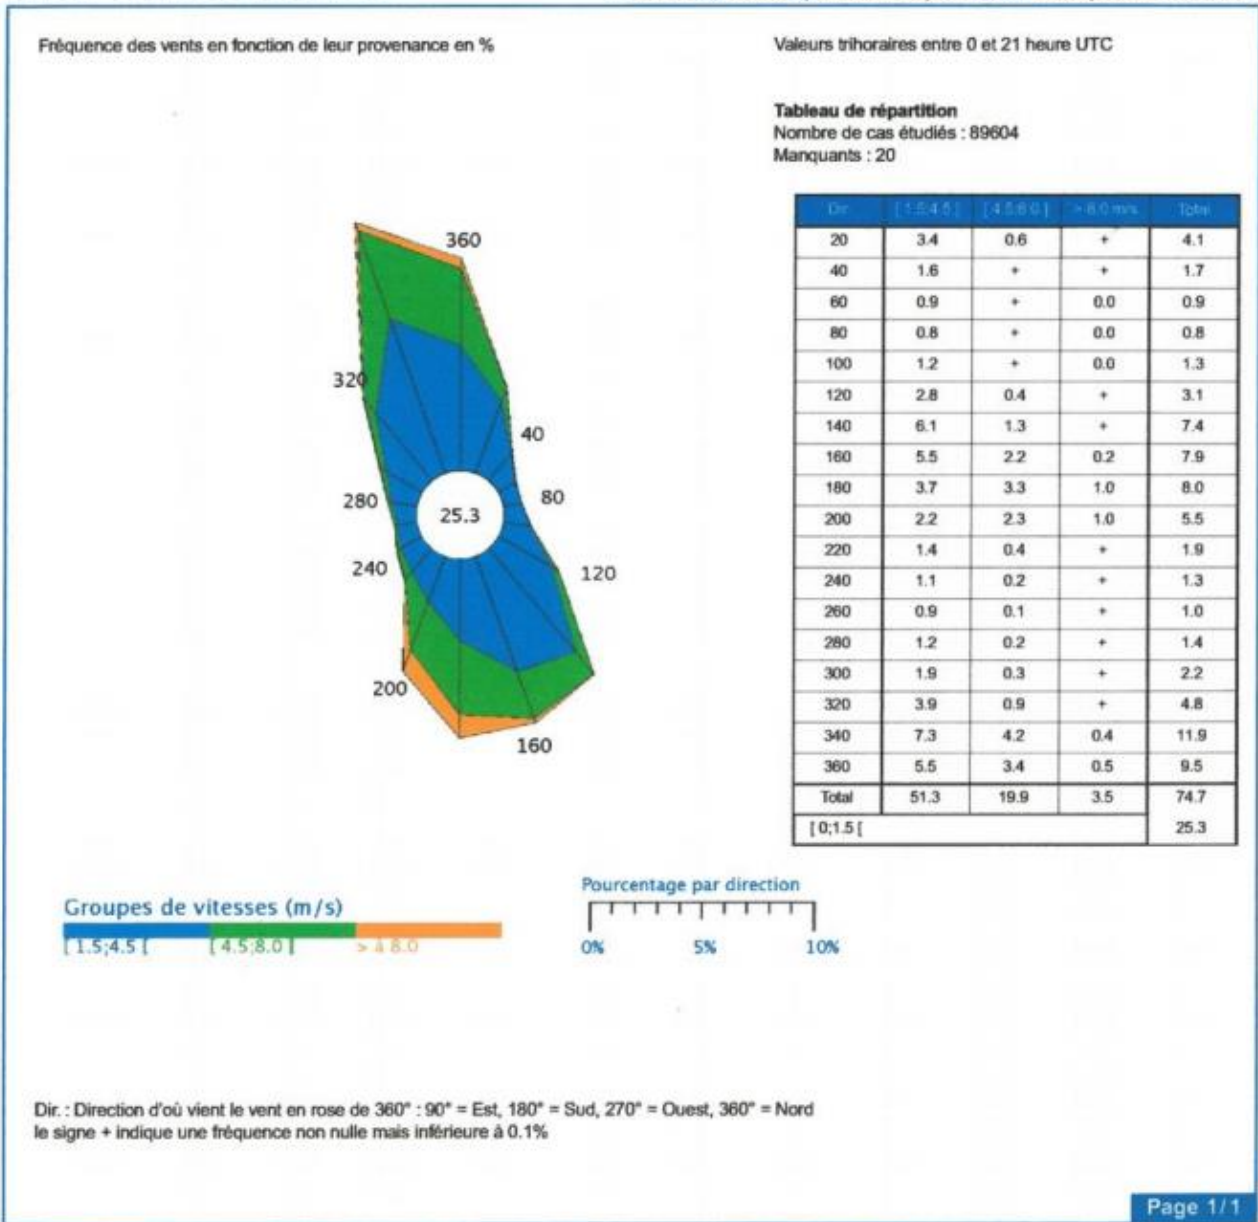 Fréquence des vents en fonction de leur provenance en %
Valeurs trihoraires entre 0 et 21 heure UTC
Tableau de répartition
Nombre de cas étudiés : 89604
Manquants : 20
Dir. [ 1.5;4.5 [ [ 4.5;8.0 ] > 8.0 m/s Total
20 3.4 0.6 + 4.1
40 1.6 + + 1.7
60 0.9 + 0.0 0.9
80 0.8 + 0.0 0.8
100 1.2 + 0.0 1.3
120 2.8 0.4 + 3.1
140 6.1 1.3 + 7.4
160 5.5 2.2 0.2 7.9
180 3.7 3.3 1.0 8.0
200 2.2 2.3 1.0 5.5
220 1.4 0.4 + 1.9
240 1.1 0.2 + 1.3
260 0.9 0.1 + 1.0
280 1.2 0.2 + 1.4
300 1.9 0.3 + 2.2
320 3.9 0.9 + 4.8
340 7.3 4.2 0.4 11.9
360 5.5 3.4 0.5 9.5
Total 51.3 19.9 3.5 74.7
[ 0;1.5 [ 25.3
360
320
40
280
80
25.3
240
120
200
160
Groupes de vitesses (m/s)
[ 1.5;4.5 [ [ 4.5;8.0 ] > à 8.0
Pourcentage par direction
0% 5% 10%
Dir. : Direction d'où vient le vent en rose de 360° : 90° = Est, 180° = Sud, 270° = Ouest, 360° = Nord
le signe + indique une fréquence non nulle mais inférieure à 0.1%
Page 1/1